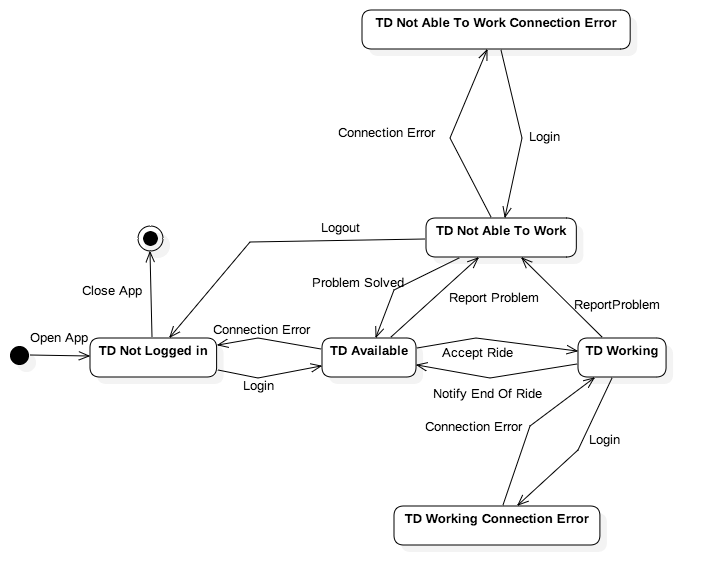 TD Not Able To Work Connection Error
Connection Error
Login
TD Not Able To Work
Logout
Problem Solved
Close App
Report Problem
ReportProblem
Open App
Connection Error
TD Not Logged in
TD Available
Accept Ride
TD Working
Login
Notify End Of Ride
Connection Error
Login
TD Working Connection Error